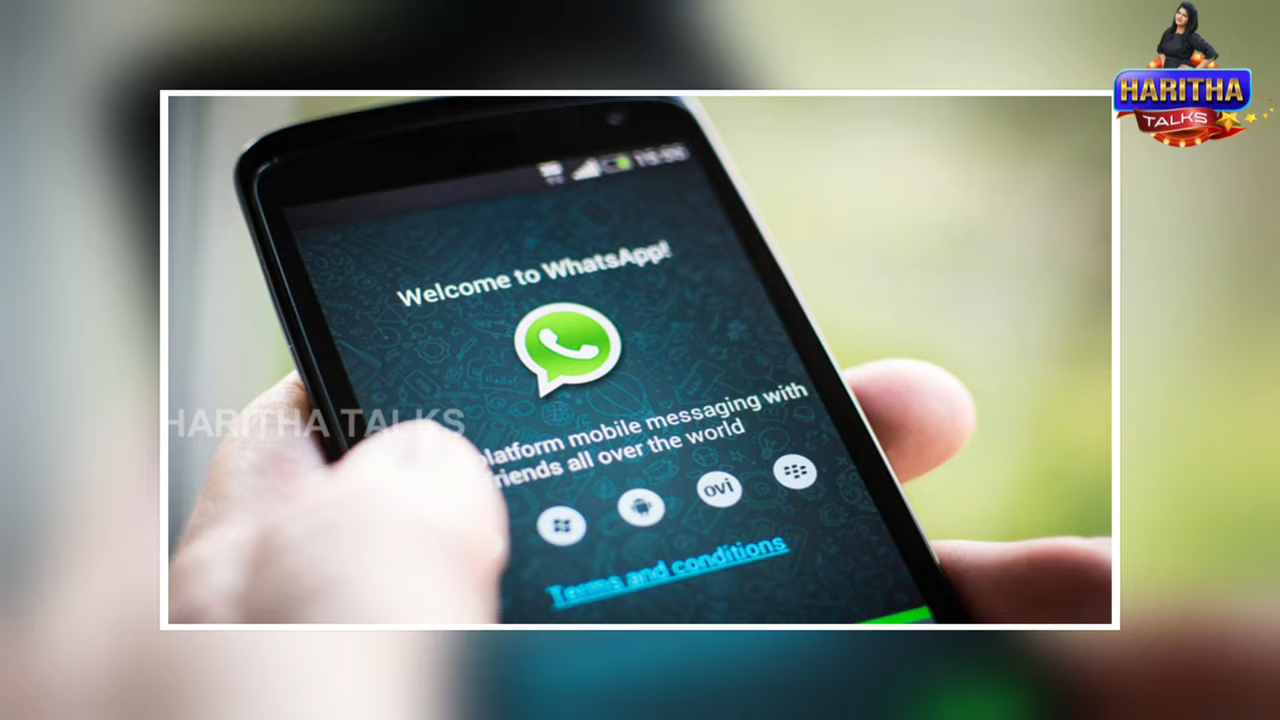 HARITHA
TALKS
Welcome to WhatsApp!
HARITHA TALKS
platform mobile messaging with
friends all over the world
ovi
Terms and conditions